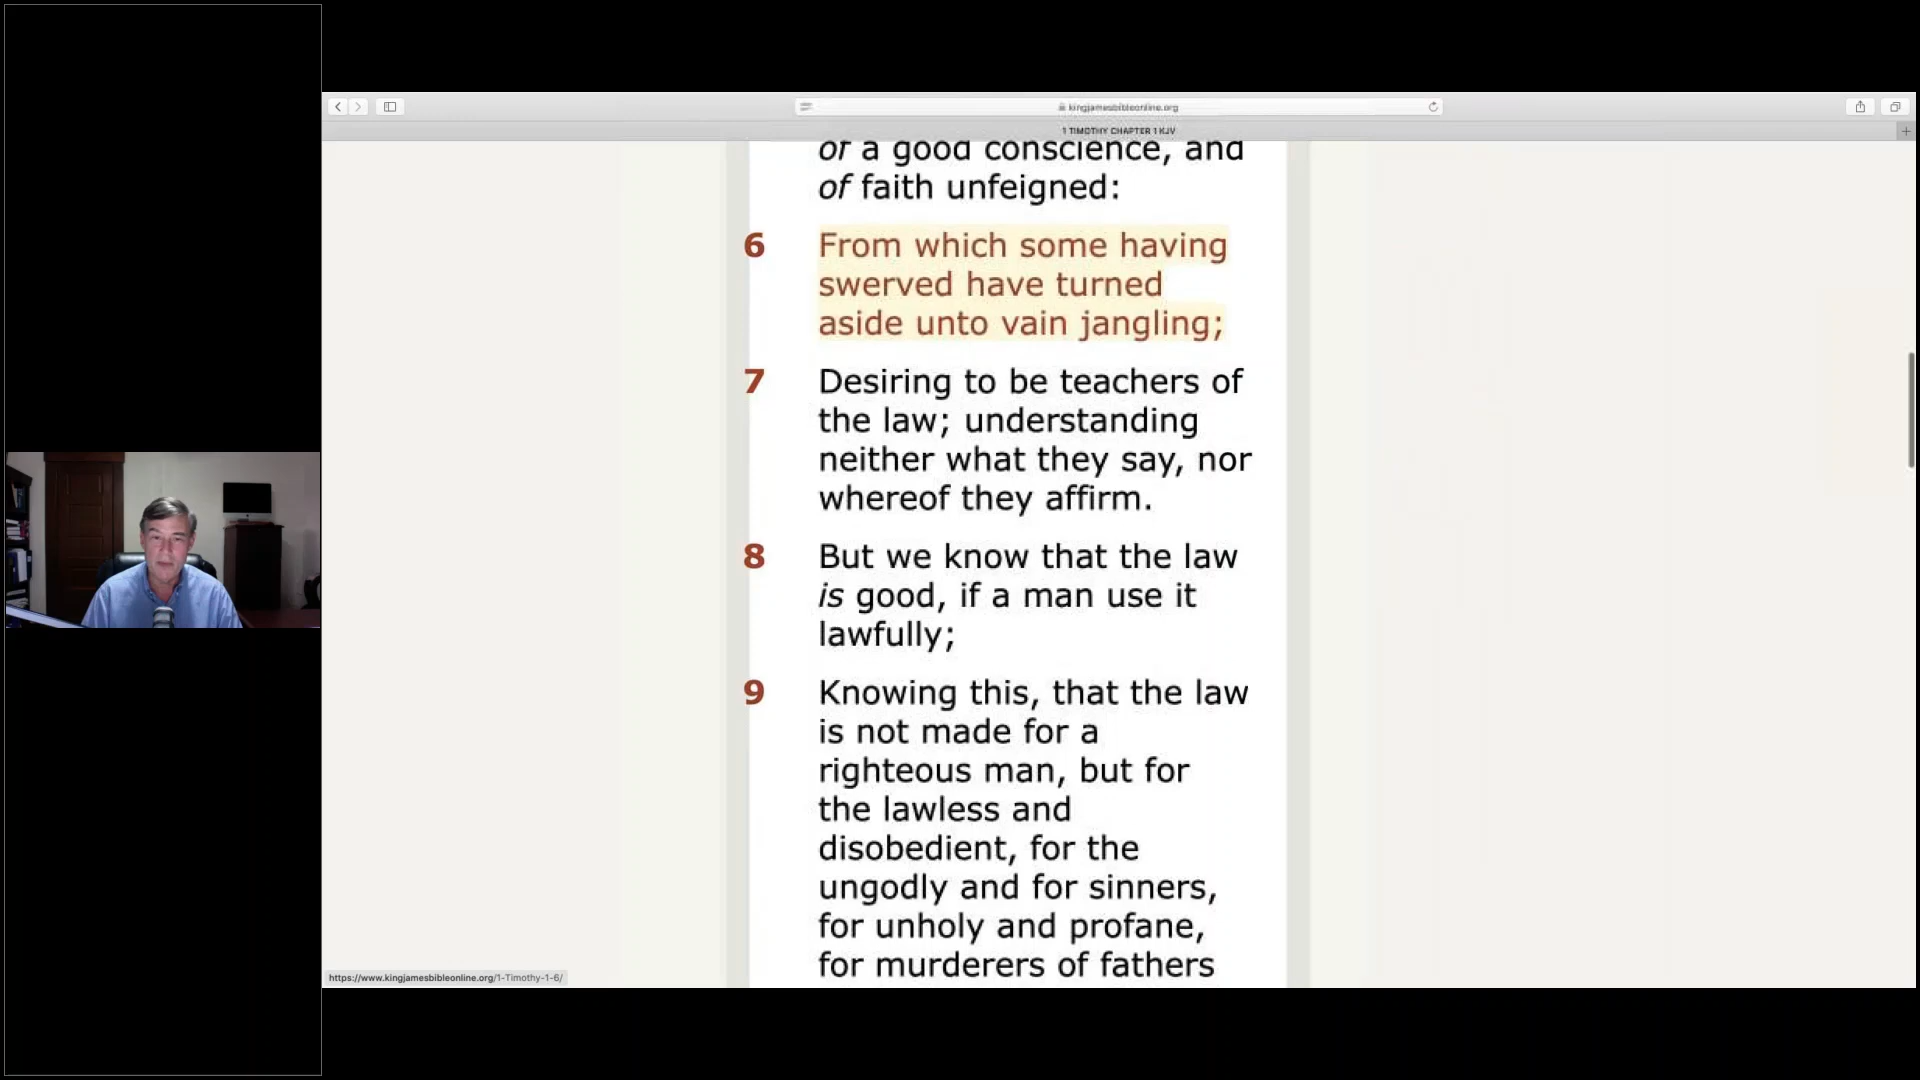 kingjamesbibleonline.org
1 TIMOTHY CHAPTER 1 KJV
of a good conscience, and
of faith unfeigned:
6 From which some having
swerved have turned
aside unto vain jangling;
7 Desiring to be teachers of
the law; understanding
neither what they say, nor
whereof they affirm.
8 But we know that the law
is good, if a man use it
lawfully;
9 Knowing this, that the law
is not made for a
righteous man, but for
the lawless and
disobedient, for the
ungodly and for sinners,
for unholy and profane,
for murderers of fathers
https://www.kingjamesbibleonline.org/1-Timothy-1-6/